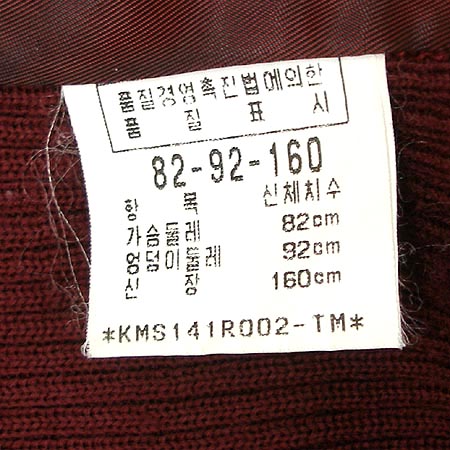 품질경영촉진법에의한
품 질 표 시
82-92-160
항 목 신체치수
가슴둘레 82cm
엉덩이둘레 92cm
신 장 160cm
*KMS141R002-TM*